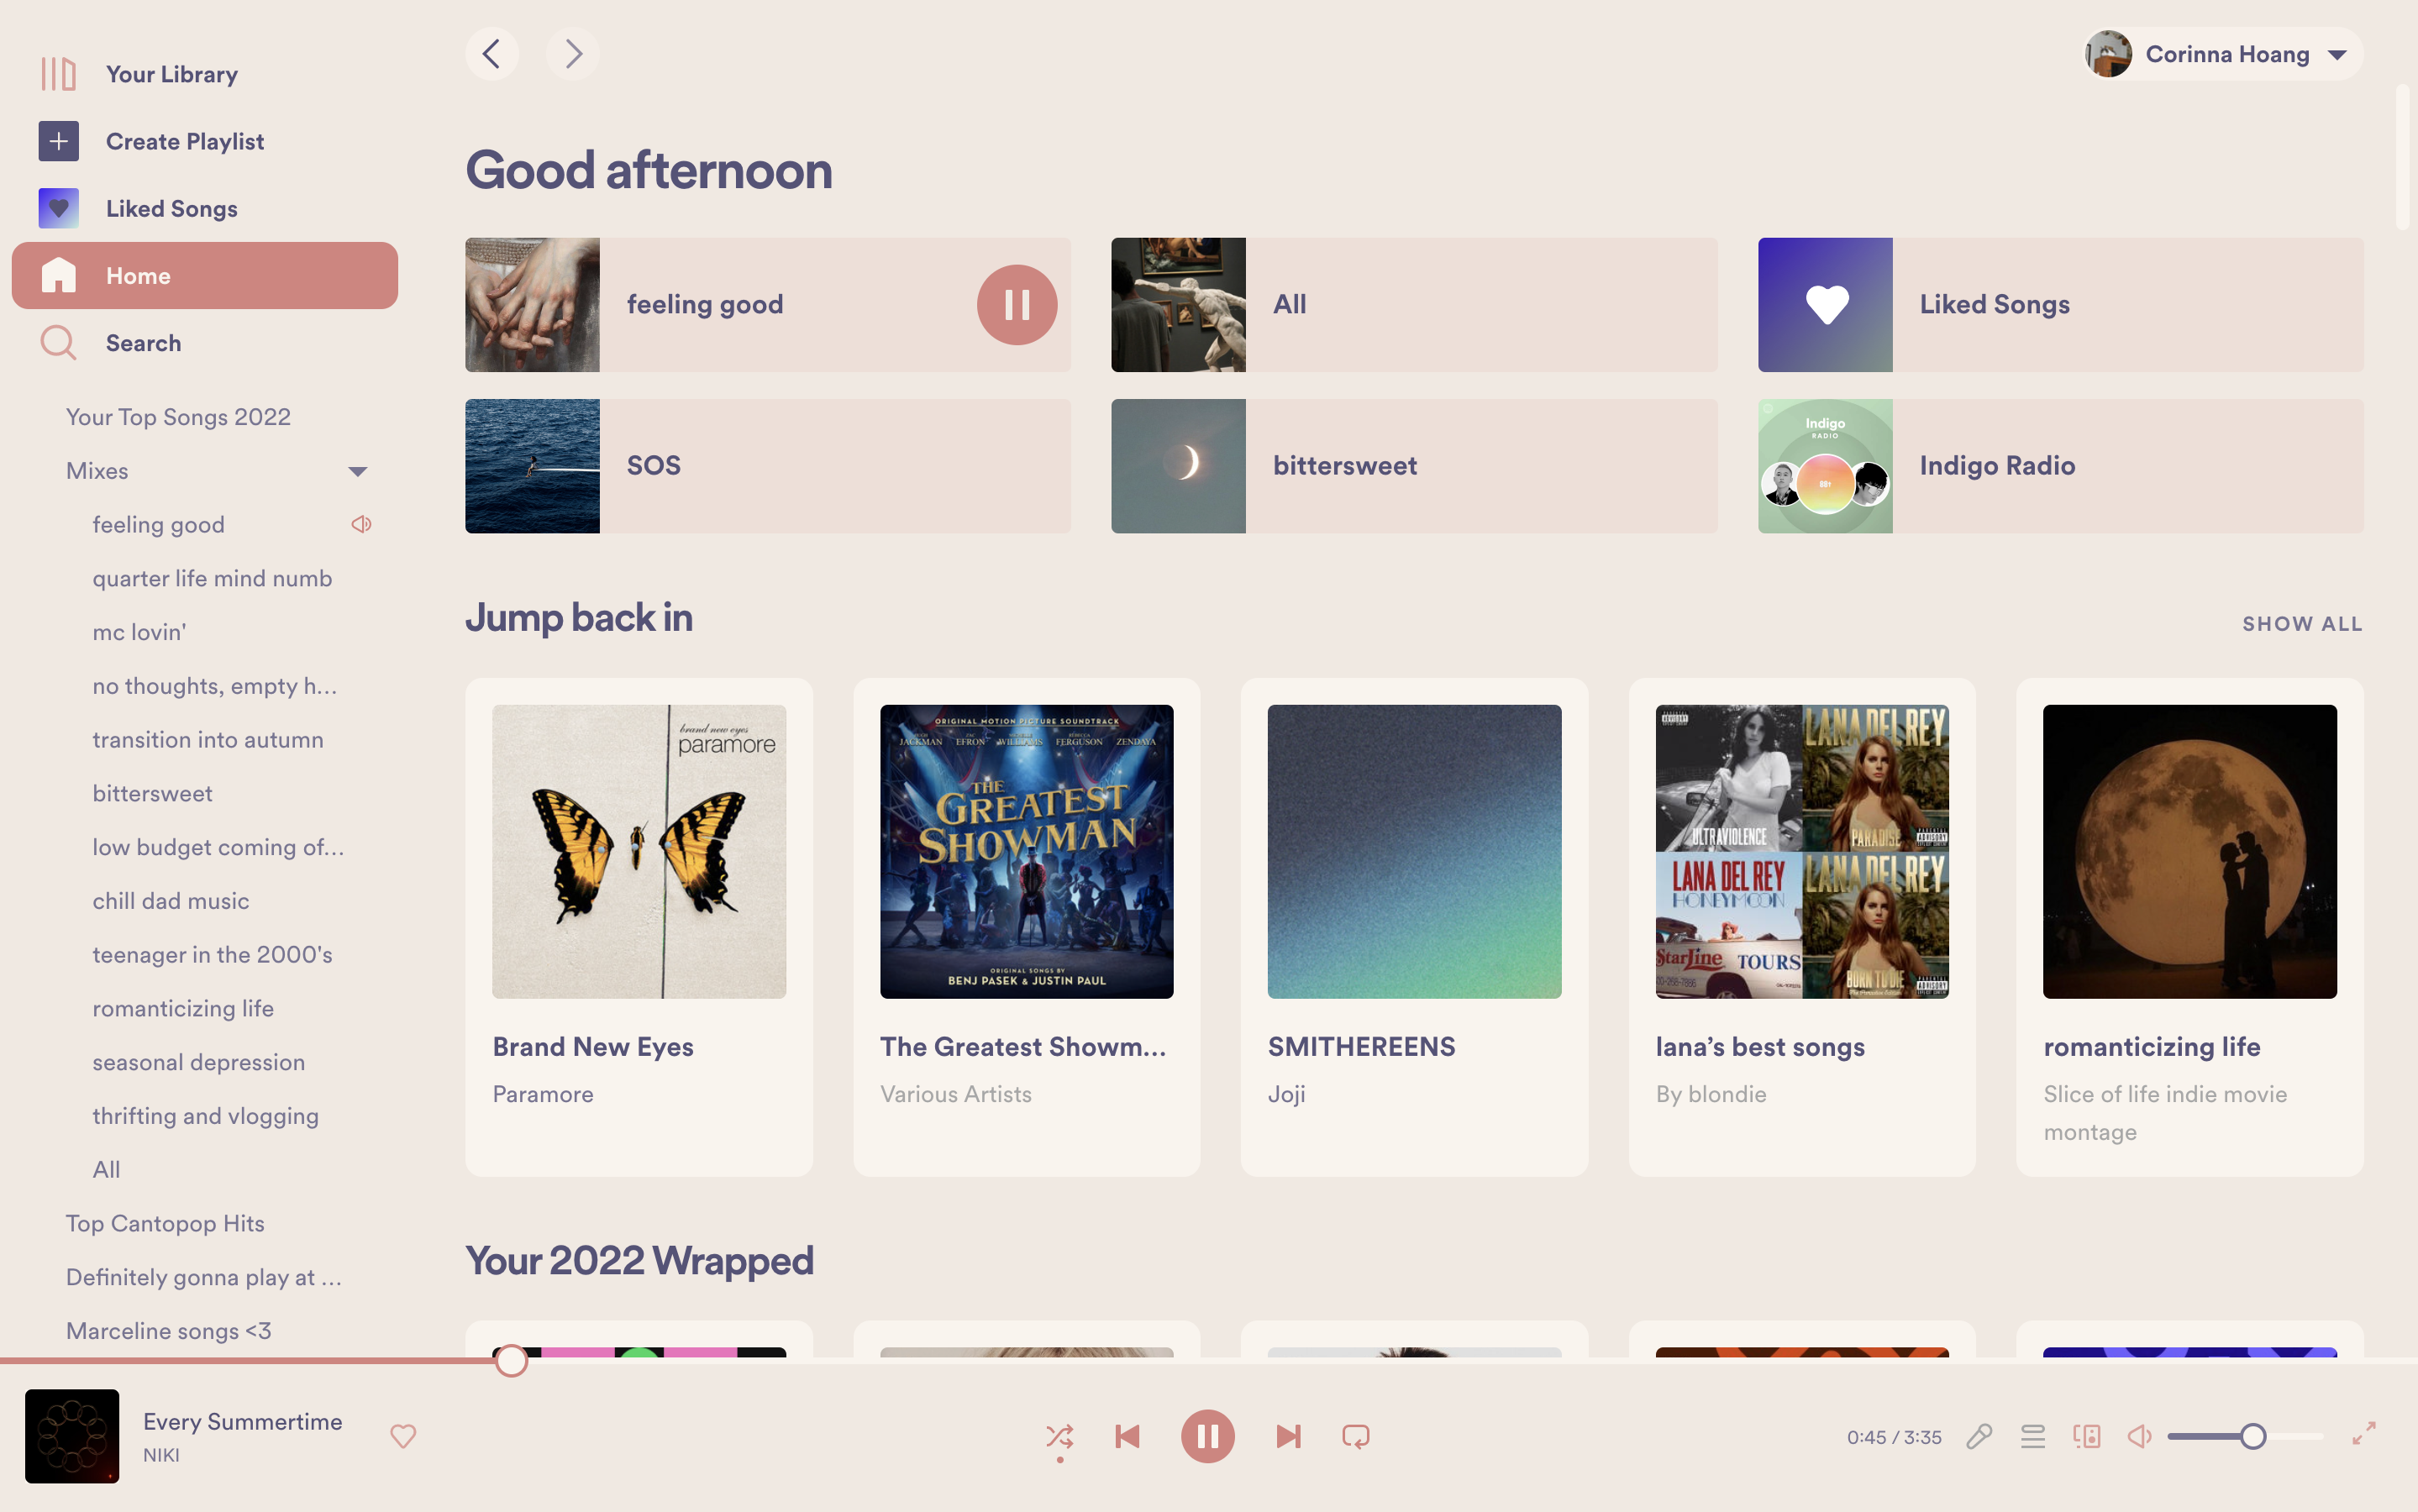 Your Library
Create Playlist
Liked Songs
Home
Search
Your Top Songs 2022
Mixes
feeling good
quarter life mind numb
mc lovin'
no thoughts, empty h...
transition into autumn
bittersweet
low budget coming of...
chill dad music
teenager in the 2000's
romanticizing life
seasonal depression
thrifting and vlogging
All
Top Cantopop Hits
Definitely gonna play at ...
Marceline songs <3
Corinna Hoang
Good afternoon
feeling good
All
Liked Songs
SOS
bittersweet
Indigo
RADIO
Indigo Radio
Jump back in
SHOW ALL
brand new eyes
paramore
Brand New Eyes
Paramore
ORIGINAL MOTION PICTURE SOUNDTRACK
JACKMAN EFRON WILLIAMS FERGUSON ZENDAYA
THE
GREATEST
SHOWMAN
ORIGINAL SONGS BY
BENJ PASEK & JUSTIN PAUL
The Greatest Showm...
Various Artists
SMITHEREENS
Joji
ULTRAVIOLENCE
LANA DEL REY
PARADISE
LANA DEL REY
HONEYMOON
StarLine TOURS
LANA DEL REY
BORN TO DIE
lana’s best songs
By blondie
romanticizing life
Slice of life indie movie
montage
Your 2022 Wrapped
Every Summertime
NIKI
0:45 / 3:35